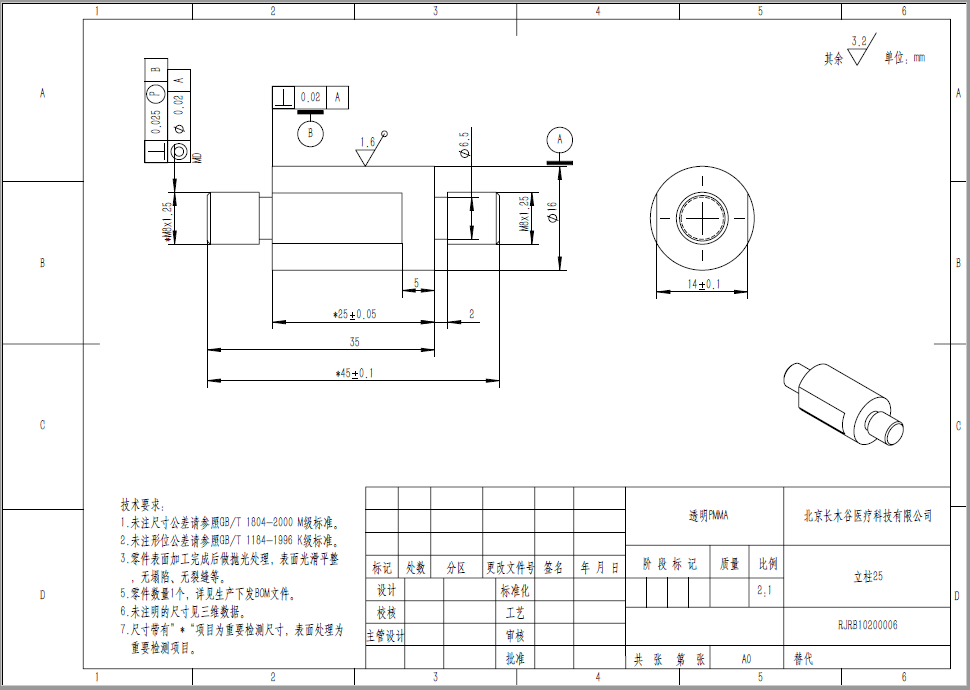 1 2 3 4 5 6
A A
B B
C C
D D
1 2 3 4 5 6
其余 3.2 单位: mm
0.025 P B
◎ Ø 0.02 A
MD
⊥ 0.02 A
B
1.6
Ø6.5
A
*M8x1.25
M8x1.25
Ø16
5
*25±0.05
2
35
*45±0.1
14±0.1
技术要求:
1.未注尺寸公差请参照GB/T 1804-2000 M级标准。
2.未注形位公差请参照GB/T 1184-1996 K级标准。
3.零件表面加工完成后做抛光处理, 表面光滑平整
, 无塌陷、无裂缝等。
5.零件数量1个, 详见生产下发BOM文件。
6.未注明的尺寸见三维数据。
7.尺寸带有"*"项目为重要检测尺寸, 表面处理为
重要检测项目。
标记 处数 分区 更改文件号 签名 年 月 日
设计 标准化
校核 工艺
主管设计 审核
批准
透明PMMA
北京长木谷医疗科技有限公司
阶 段 标 记 质量 比例
2:1
立柱25
RJRB10200006
共 张 第 张 A0 替代